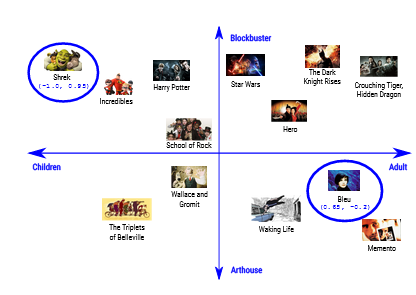 Blockbuster
Shrek
(-1.0, 0.95)
Incredibles
Harry Potter
Star Wars
The Dark
Knight Rises
Crouching Tiger,
Hidden Dragon
Hero
School of Rock
Children
Adult
Wallace and
Gromit
Bleu
(0.65, -0.2)
The Triplets
of Belleville
Waking Life
Memento
Arthouse